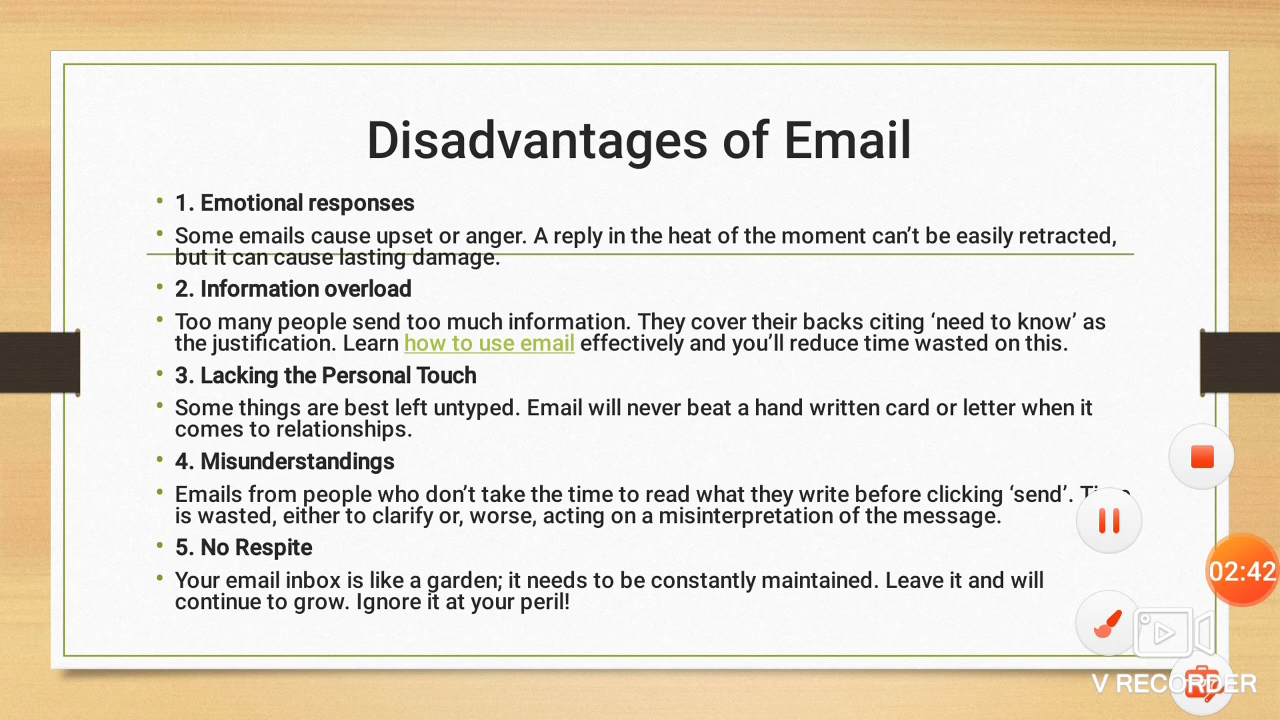 Disadvantages of Email
• 1. Emotional responses
• Some emails cause upset or anger. A reply in the heat of the moment can’t be easily retracted,
but it can cause lasting damage.
• 2. Information overload
• Too many people send too much information. They cover their backs citing ‘need to know’ as
the justification. Learn how to use email effectively and you’ll reduce time wasted on this.
• 3. Lacking the Personal Touch
• Some things are best left untyped. Email will never beat a hand written card or letter when it
comes to relationships.
• 4. Misunderstandings
• Emails from people who don’t take the time to read what they write before clicking ‘send’. Time
is wasted, either to clarify or, worse, acting on a misinterpretation of the message.
• 5. No Respite
• Your email inbox is like a garden; it needs to be constantly maintained. Leave it and will
continue to grow. Ignore it at your peril!
02:42
V RECORDER